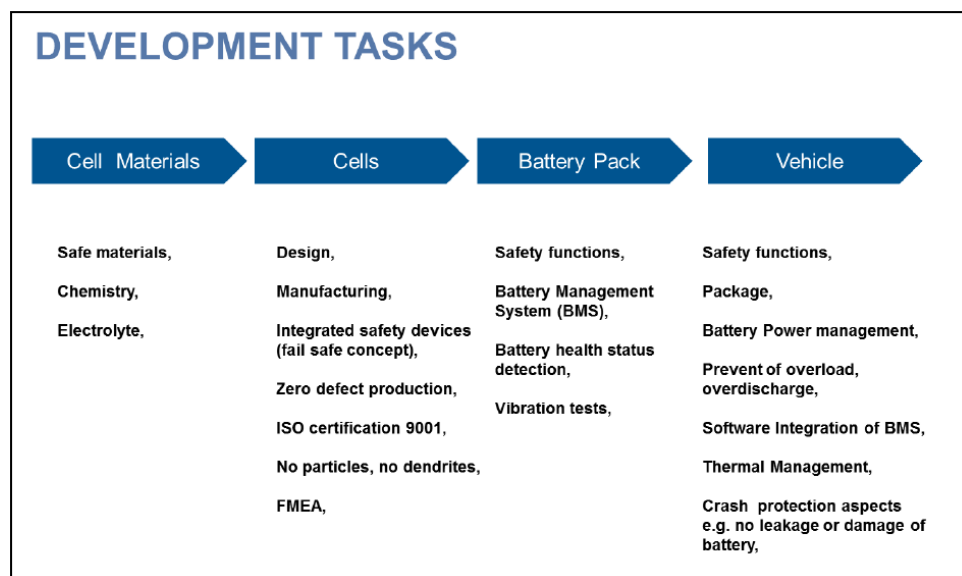 DEVELOPMENT TASKS
Cell Materials
Cells
Battery Pack
Vehicle
Safe materials,
Chemistry,
Electrolyte,
Design,
Manufacturing,
Integrated safety devices
(fail safe concept),
Zero defect production,
ISO certification 9001,
No particles, no dendrites,
FMEA,
Safety functions,
Battery Management
System (BMS),
Battery health status
detection,
Vibration tests,
Safety functions,
Package,
Battery Power management,
Prevent of overload,
overdischarge,
Software Integration of BMS,
Thermal Management,
Crash protection aspects
e.g. no leakage or damage of
battery,